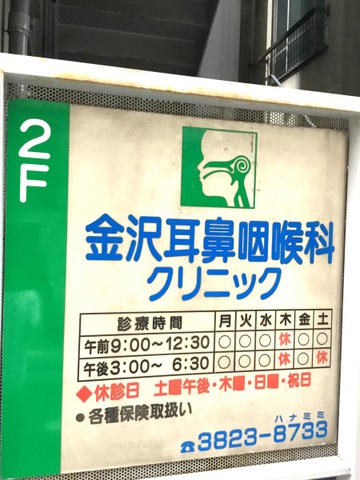 2F
金沢耳鼻咽喉科
クリニック
診療時間 月 火 水 木 金 土
午前9:00〜12:30 ○ ○ ○ 休 ○ ○
午後3:00〜 6:30 ○ ○ ○ 休 ○ 休
◆休診日 土曜午後・木曜・日曜・祝日
●各種保険取扱い
ハナミミ
☎3823-8733